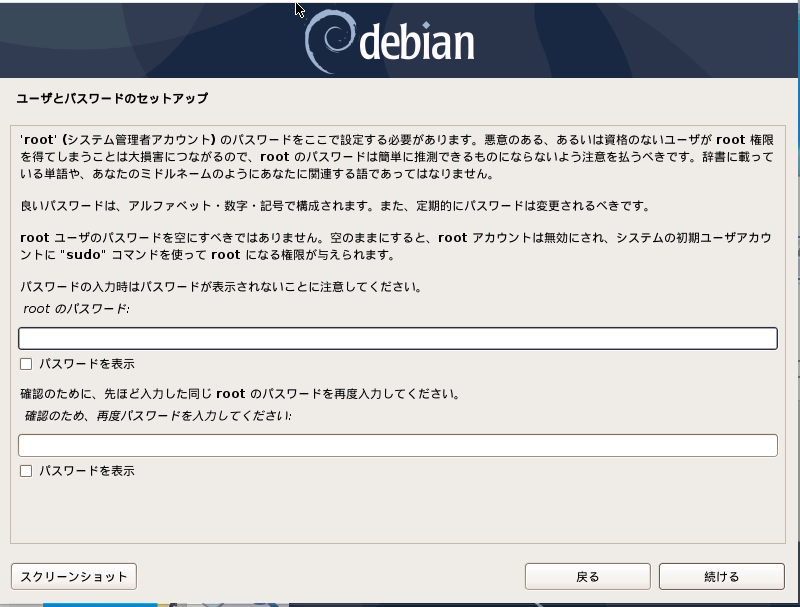 debian
ユーザとパスワードのセットアップ
'root' (システム管理者アカウント) のパスワードをここで設定する必要があります。悪意のある、あるいは資格のないユーザが root 権限
を得てしまうことは大損害につながるので、root のパスワードは簡単に推測できるものにならないよう注意を払うべきです。辞書に載って
いる単語や、あなたのミドルネームのようにあなたに関連する語であってはなりません。
良いパスワードは、アルファベット・数字・記号で構成されます。また、定期的にパスワードは変更されるべきです。
root ユーザのパスワードを空にすべきではありません。空のままにすると、root アカウントは無効にされ、システムの初期ユーザアカウ
ントに "sudo" コマンドを使って root になる権限が与えられます。
パスワードの入力時はパスワードが表示されないことに注意してください。
root のパスワード:
パスワードを表示
確認のために、先ほど入力した同じ root のパスワードを再度入力してください。
確認のため、再度パスワードを入力してください:
パスワードを表示
スクリーンショット
戻る
続ける